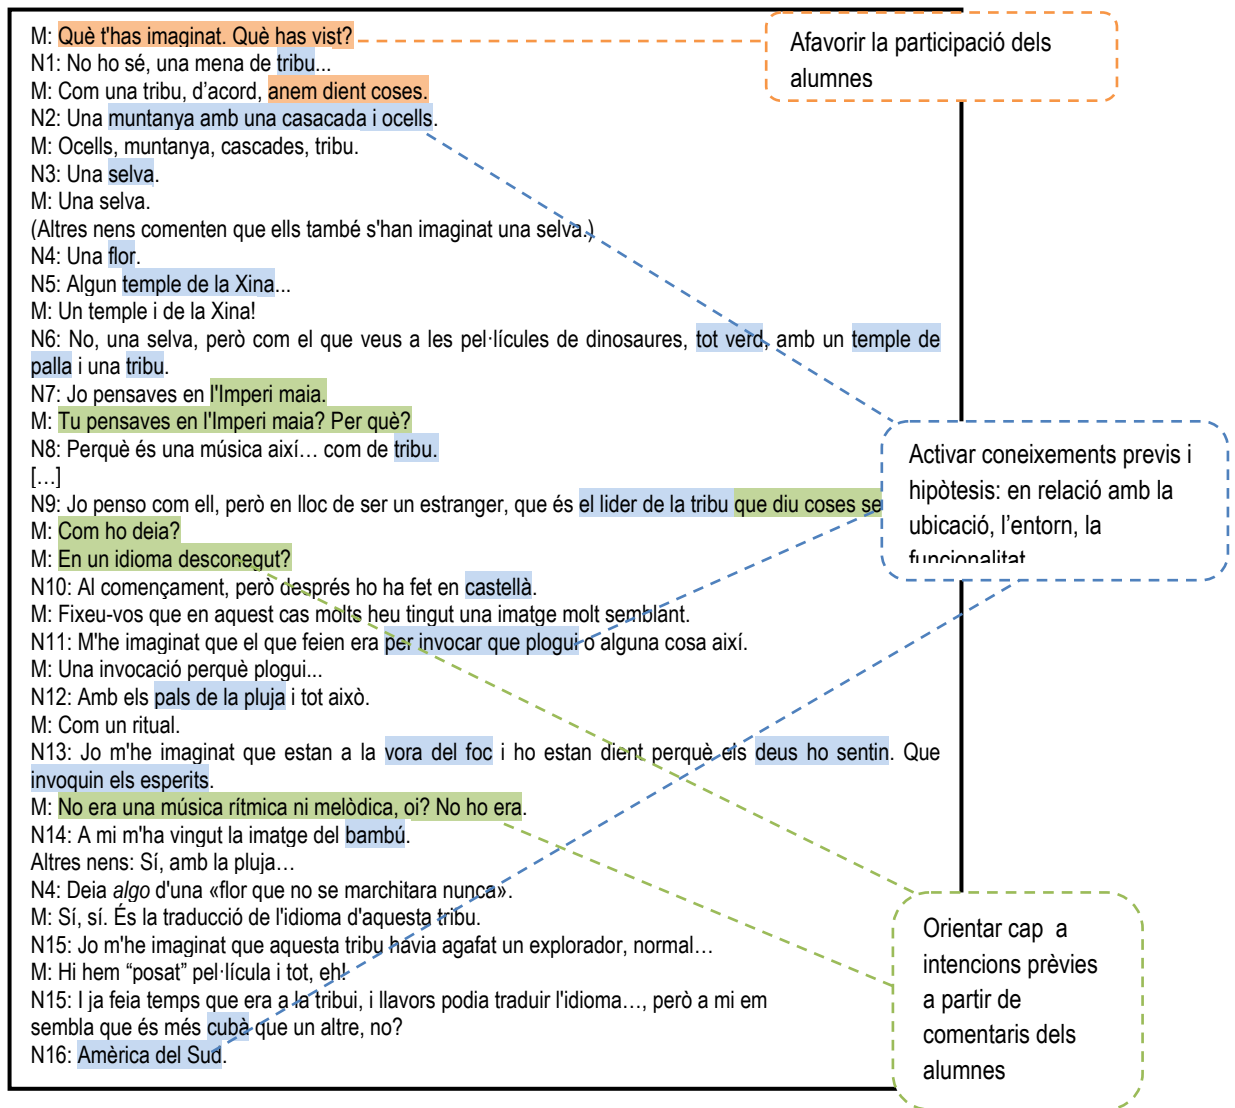 M: Què t'has imaginat. Què has vist?
N1: No ho sé, una mena de tribu...
M: Com una tribu, d'acord, anem dient coses.
N2: Una muntanya amb una casacada i ocells.
M: Ocells, muntanya, cascades, tribu.
N3: Una selva.
M: Una selva.
(Altres nens comenten que ells també s'han imaginat una selva.)
N4: Una flor.
N5: Algun temple de la Xina...
M: Un temple i de la Xina!
N6: No, una selva, però com el que veus a les pel·lícules de dinosaures, tot verd, amb un temple de
palla i una tribu.
N7: Jo pensaves en l'Imperi maia.
M: Tu pensaves en l'Imperi maia? Per què?
N8: Perquè és una música així… com de tribu.
[…]
N9: Jo penso com ell, però en lloc de ser un estranger, que és el lider de la tribu que diu coses se
M: Com ho deia?
M: En un idioma desconegut?
N10: Al començament, però després ho ha fet en castellà.
M: Fixeu-vos que en aquest cas molts heu tingut una imatge molt semblant.
N11: M'he imaginat que el que feien era per invocar que plogui o alguna cosa així.
M: Una invocació perquè plogui...
N12: Amb els pals de la pluja i tot això.
M: Com un ritual.
N13: Jo m'he imaginat que estan a la vora del foc i ho estan dient perquè els deus ho sentin. Que
invoquin els esperits.
M: No era una música rítmica ni melòdica, oi? No ho era.
N14: A mi m'ha vingut la imatge del bambú.
Altres nens: Sí, amb la pluja…
N4: Deia algo d'una «flor que no se marchitara nunca».
M: Sí, sí. És la traducció de l'idioma d'aquesta tribu.
N15: Jo m'he imaginat que aquesta tribu havia agafat un explorador, normal…
M: Hi hem “posat” pel·lícula i tot, eh!
N15: I ja feia temps que era a la tribui, i llavors podia traduir l'idioma…, però a mi em
sembla que és més cubà que un altre, no?
N16: Amèrica del Sud.
Afavorir la participació dels
alumnes
Activar coneixements previs i
hipòtesis: en relació amb la
ubicació, l'entorn, la
funcionalitat
Orientar cap a
intencions prèvies
a partir de
comentaris dels
alumnes